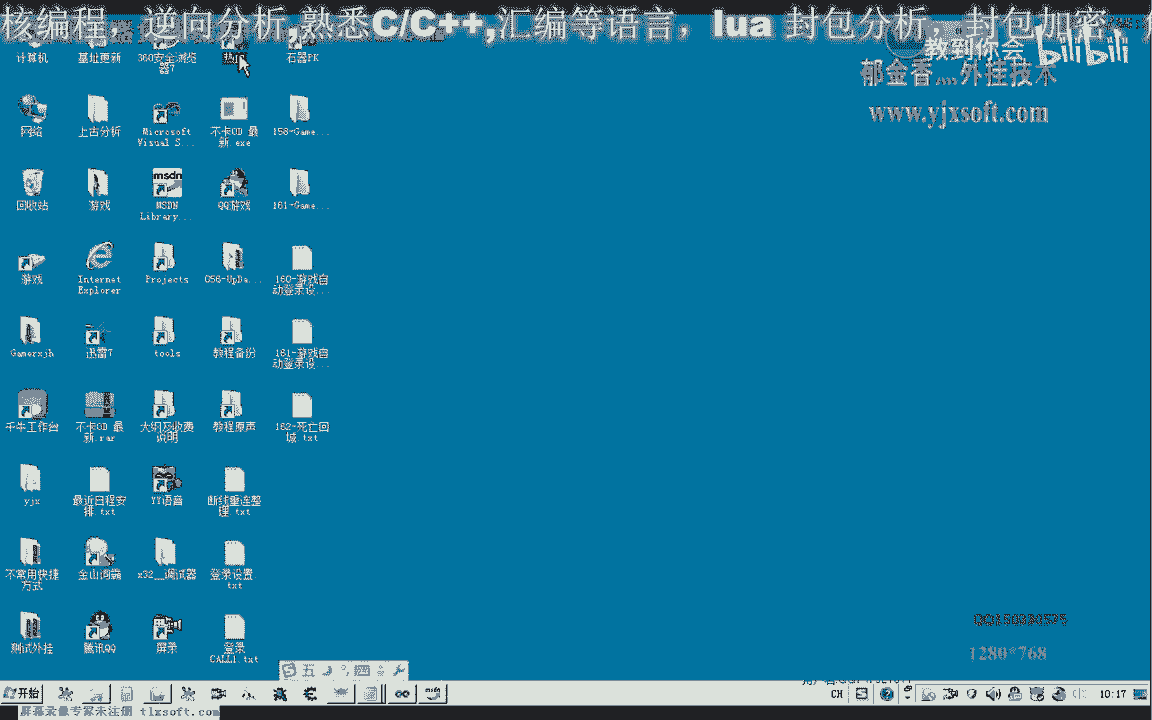 核编程，逆向分析,熟悉C/C++,汇编等语言，lua 封包分析，封包加密，
教到你会
bilibili
郁金香灬外挂技术
www.yjxsoft.com
计算机
基址更新
360安全浏览
器7
热血
石器PK
网络
上古分析
Microsoft
Visual S...
不卡OD 最
新.exe
158-Game...
回收站
游戏
msdn
MSDN
Library...
QQ游戏
161-Game...
游戏
Internet
Explorer
Projects
056-UpDa...
160-游戏自
动登录设...
Gamerxjh
迅雷7
tools
教程备份
161-游戏自
动登录设...
千牛工作台
不卡OD 最
新.rar
大纲及收费
说明
教程原声
162-死亡回
城.txt
yjx
最近日程安
排.txt
YY语音
断线重连整
理.txt
不常用快捷
方式
金山词霸
x32__调试器
登录设置.
txt
测试外挂
腾讯QQ
屏录
登录
CALL1.txt
QQ150330575
1280*768
五
开始
msdn
CH
10:17
屏幕录像专家未注册 tlxsoft.com